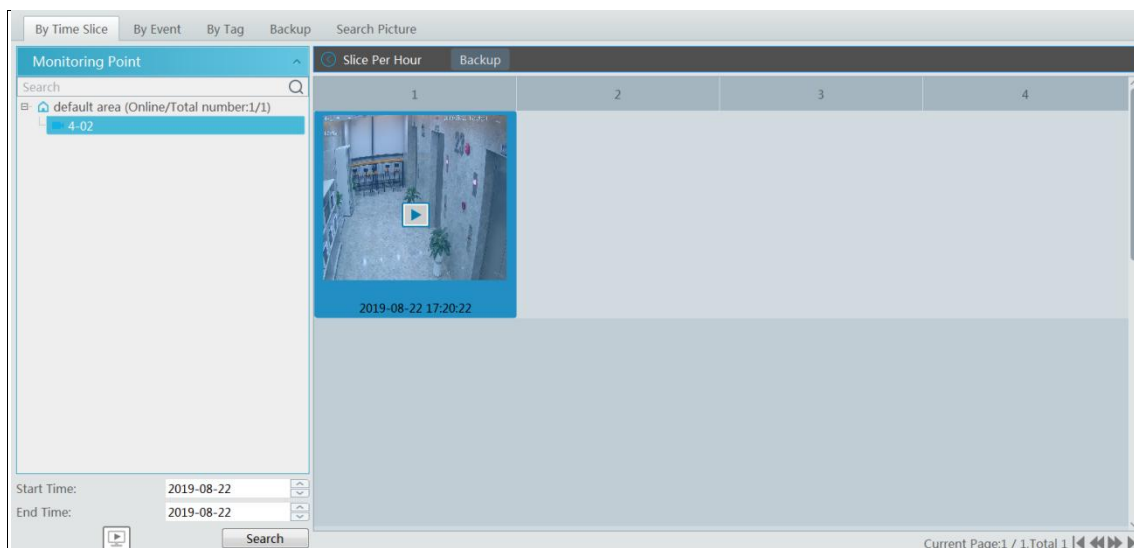 By Time Slice By Event By Tag Backup Search Picture
Monitoring Point
Slice Per Hour Backup
Search
1 2 3 4
default area (Online/Total number:1/1)
4-02
2019-08-22 17:20:22
Start Time: 2019-08-22
End Time: 2019-08-22
Search
Current Page:1 / 1,Total 1